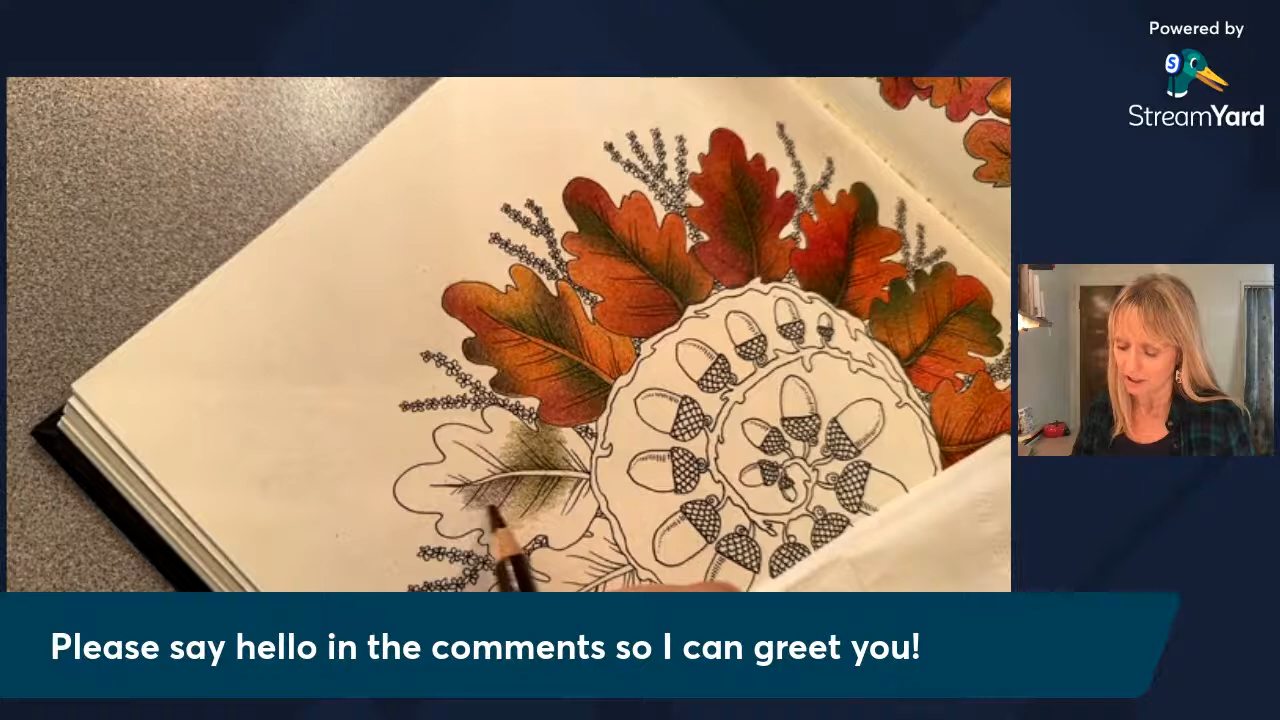 Powered by
StreamYard
Please say hello in the comments so I can greet you!